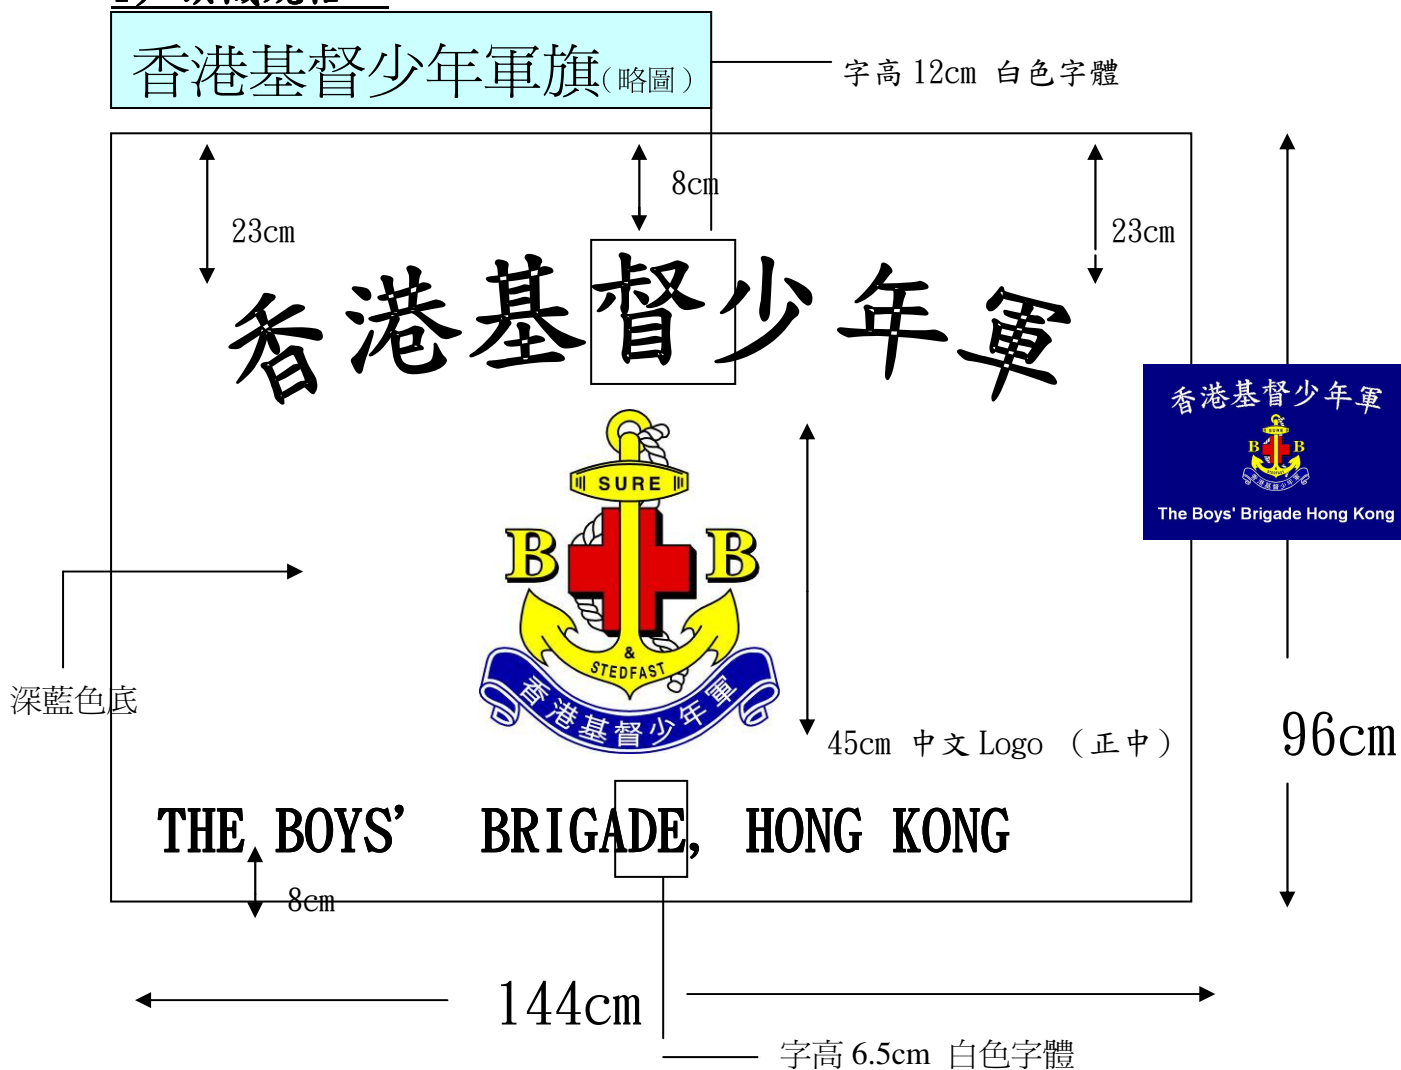 香港基督少年軍旗(略圖)
字高 12cm 白色字體
8cm
23cm
23cm
香港基督少年軍
香港基督少年軍
SURE
B B
The Boys' Brigade Hong Kong
SURE
B B
&
STEDFAST
香港基督少年軍
深藍色底
45cm 中文 Logo （正中）
96cm
THE BOYS' BRIGADE, HONG KONG
8cm
144cm
字高 6.5cm 白色字體